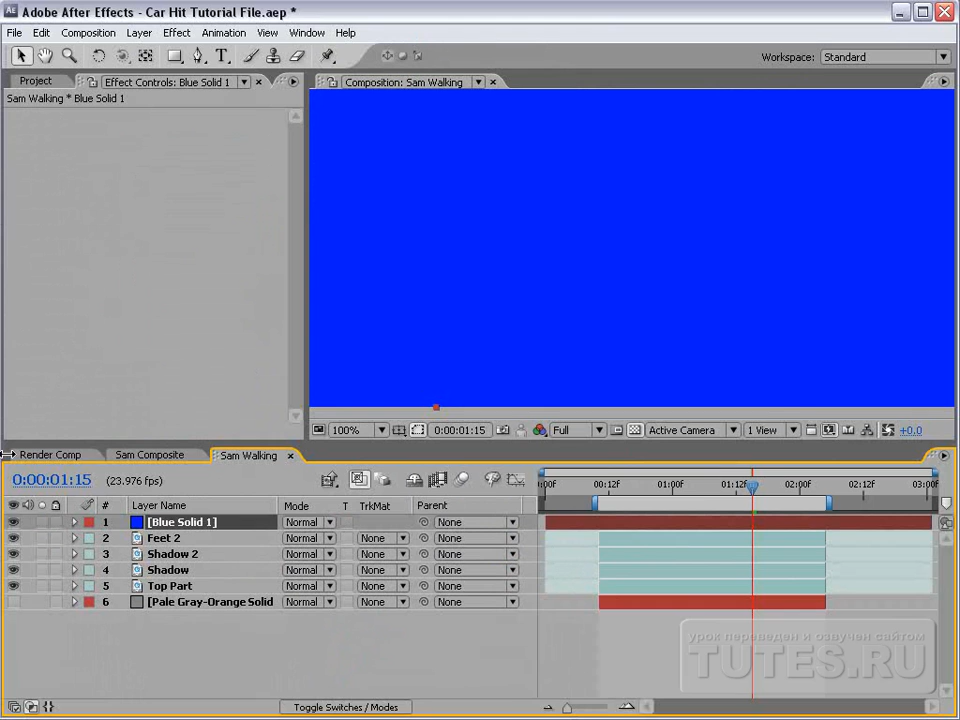 Adobe After Effects - Car Hit Tutorial File.aep *
File Edit Composition Layer Effect Animation View Window Help
Workspace: Standard
Project Effect Controls: Blue Solid 1
Composition: Sam Walking
Sam Walking * Blue Solid 1
100% 0:00:01:15 Full Active Camera 1 View +0.0
Render Comp Sam Composite Sam Walking
0:00:01:15 (23.976 fps)
:00F 00:12F 01:00F 01:12F 02:00F 02:12F 03:00F
# Layer Name Mode T TrkMat Parent
1 [Blue Solid 1] Normal None
2 Feet 2 Normal None None
3 Shadow 2 Normal None None
4 Shadow Normal None None
5 Top Part Normal None None
6 [Pale Gray-Orange Solid Normal None None
урок переведен и озвучен сайтом
TUTES.RU
Toggle Switches / Modes